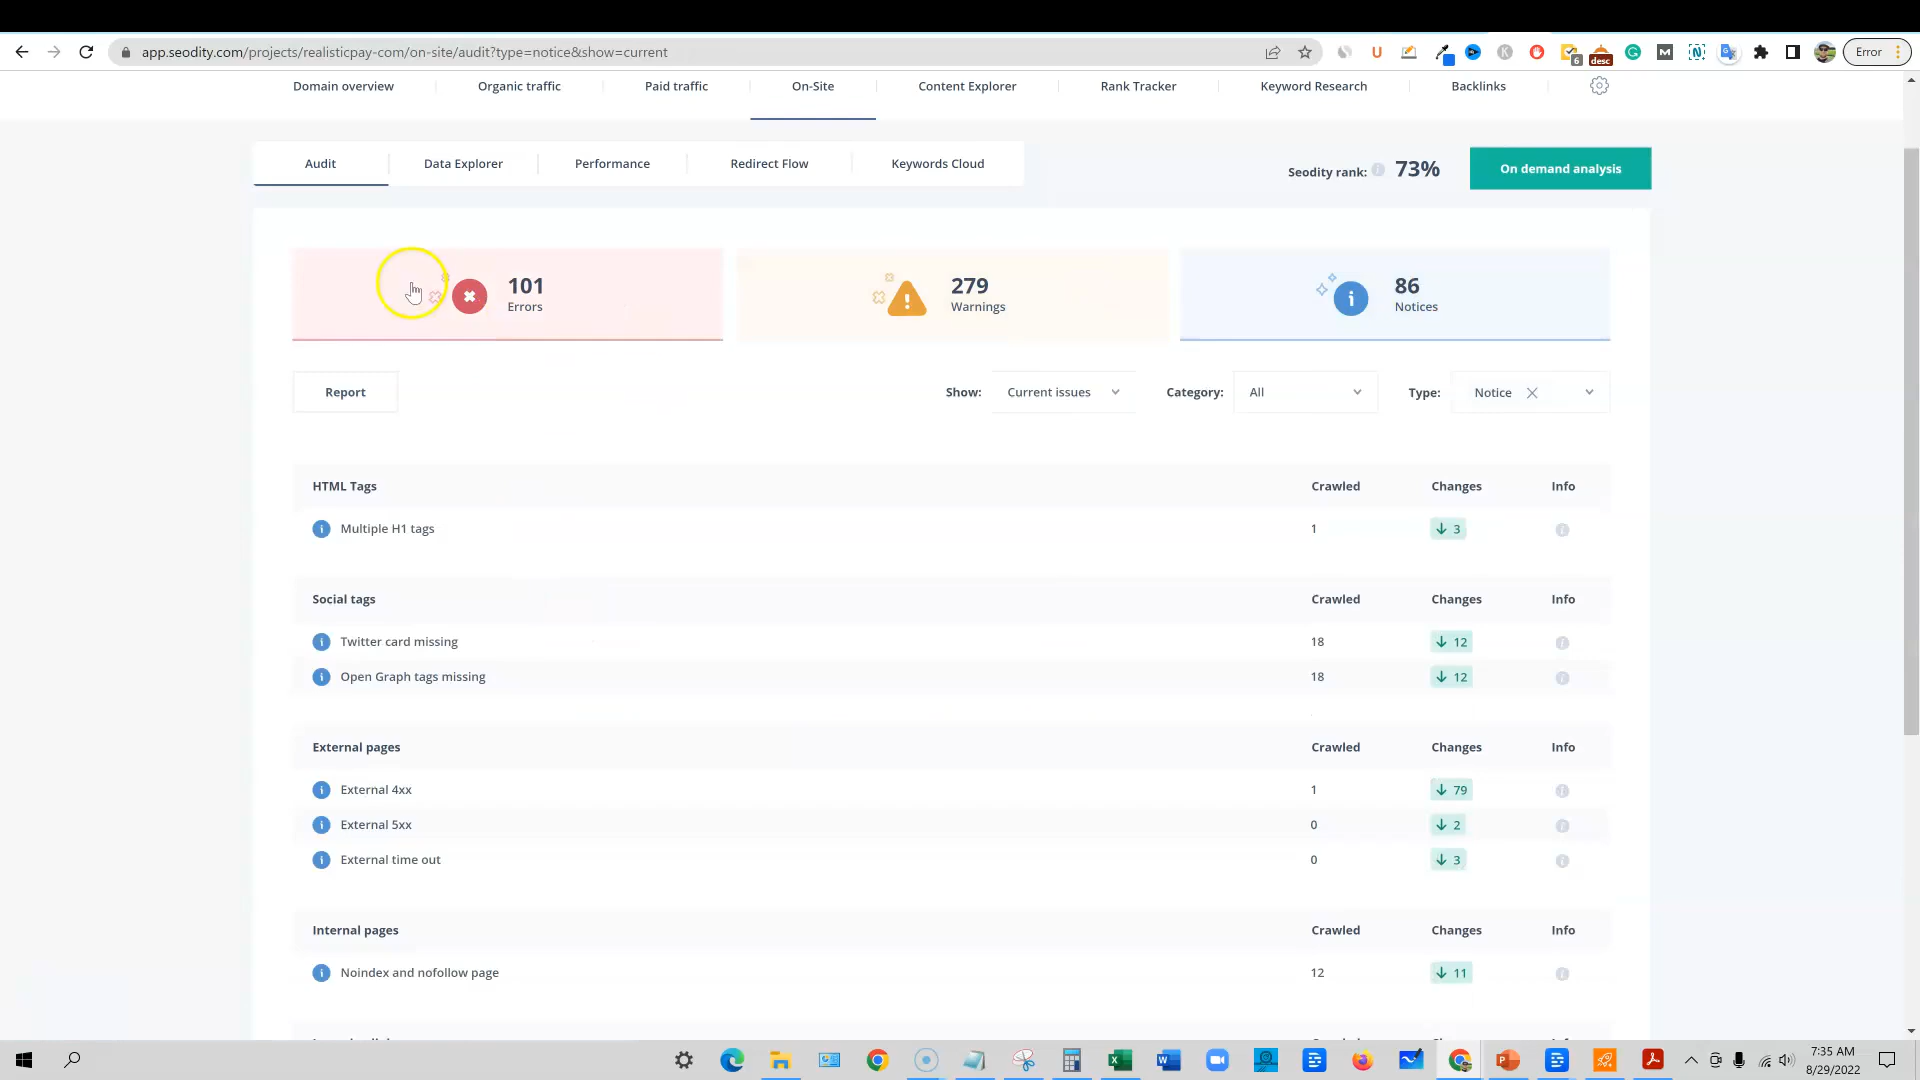 app.seodity.com/projects/realisticpay-com/on-site/audit?type=notice&show=current
U
K
6
desc
G
M
N
Error
Domain overview
Organic traffic
Paid traffic
On-Site
Content Explorer
Rank Tracker
Keyword Research
Backlinks
Audit
Data Explorer
Performance
Redirect Flow
Keywords Cloud
Seodity rank: 73%
On demand analysis
101
Errors
279
Warnings
86
Notices
Report
Show: Current issues
Category: All
Type: Notice
HTML Tags Crawled Changes Info
Multiple H1 tags 1 3
Social tags Crawled Changes Info
Twitter card missing 18 12
Open Graph tags missing 18 12
External pages Crawled Changes Info
External 4xx 1 79
External 5xx 0 2
External time out 0 3
Internal pages Crawled Changes Info
Noindex and nofollow page 12 11
7:35 AM
8/29/2022